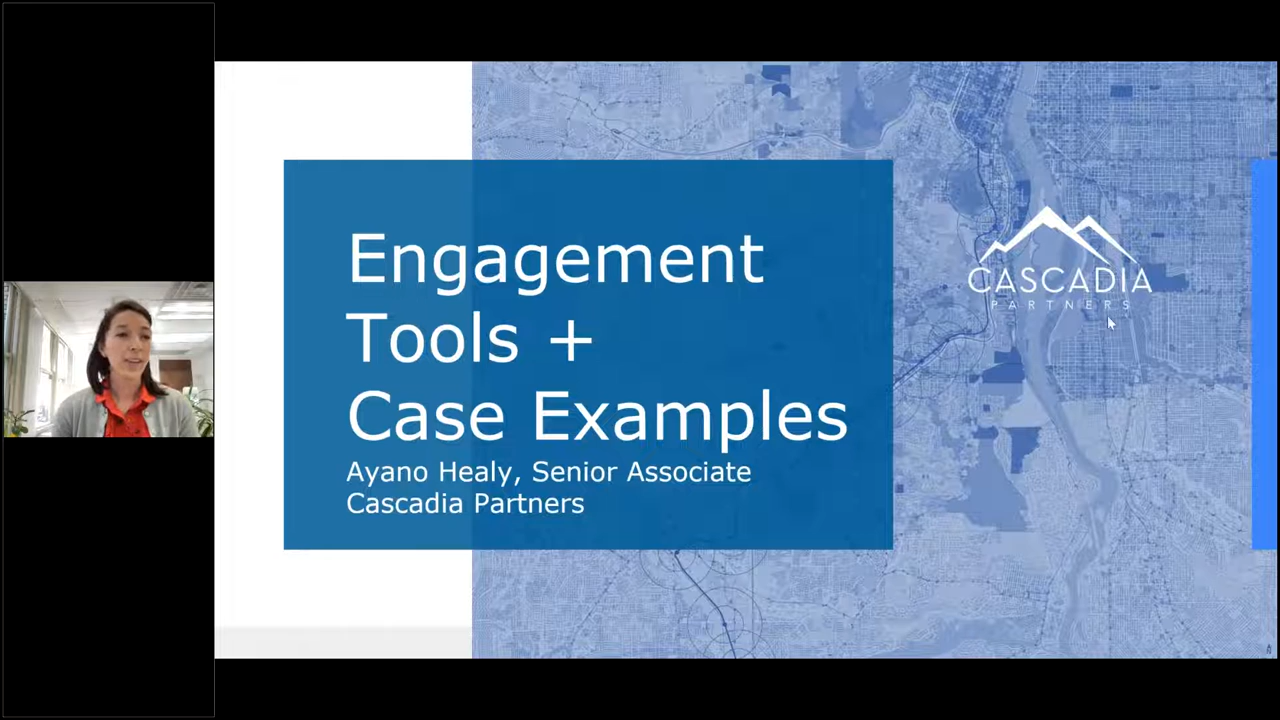 Engagement
Tools +
Case Examples
Ayano Healy, Senior Associate
Cascadia Partners
CASCADIA
PARTNERS